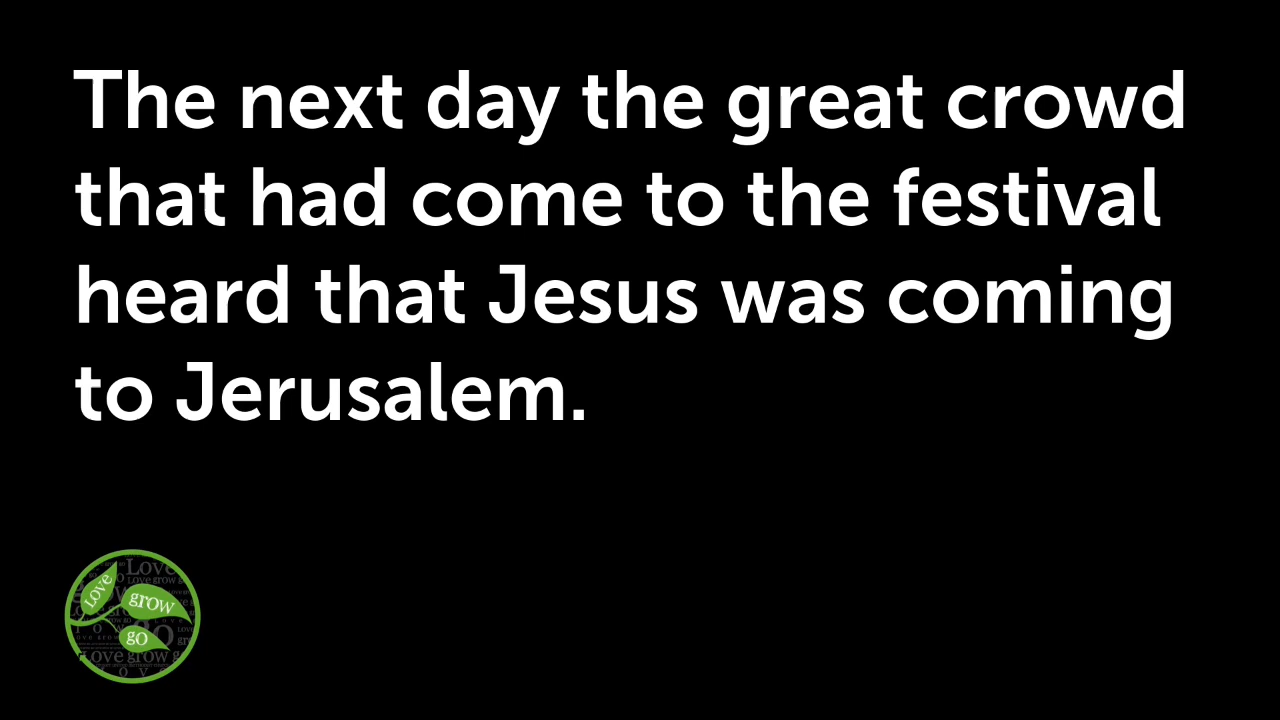 The next day the great crowd
that had come to the festival
heard that Jesus was coming
to Jerusalem.
Love
grow
go